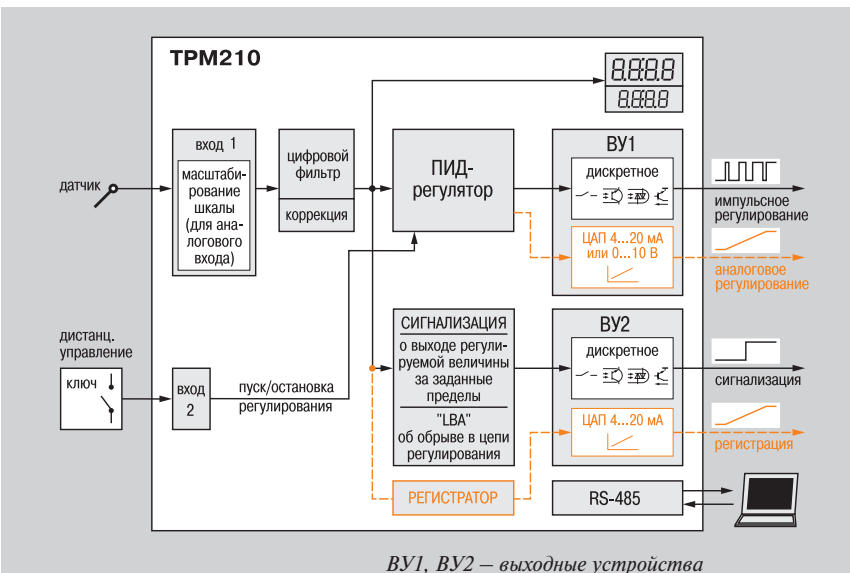 ТРМ210
8.8.8.8
8.8.8.8
датчик
вход 1
масштаби-
рование
шкалы
(для ана-
логового
входа)
цифровой
фильтр
коррекция
ПИД-
регулятор
ВУ1
дискретное
ЦАП 4...20 мА
или 0...10 В
импульсное
регулирование
аналоговое
регулирование
дистанц.
управление
ключ
вход
2
пуск/остановка
регулирования
СИГНАЛИЗАЦИЯ
о выходе регули-
руемой величины
за заданные
пределы
"LBA"
об обрыве в цепи
регулирования
РЕГИСТРАТОР
ВУ2
дискретное
ЦАП 4...20 мА
сигнализация
регистрация
RS-485
ВУ1, ВУ2 – выходные устройства